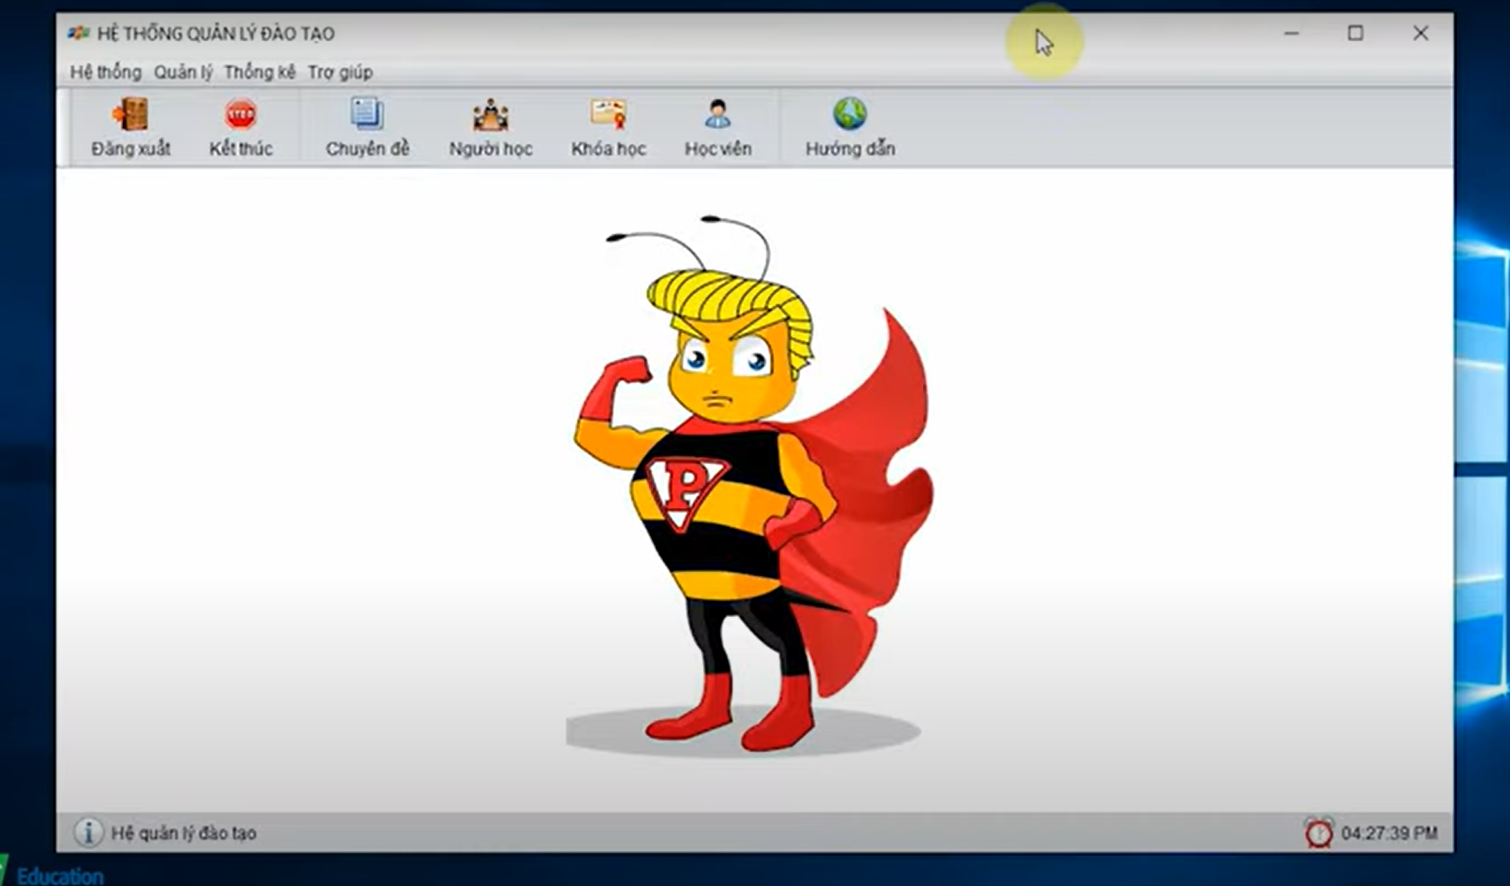 HỆ THỐNG QUẢN LÝ ĐÀO TẠO
Hệ thống Quản lý Thống kê Trợ giúp
STOP
Đăng xuất Kết thúc Chuyên đề Người học Khóa học Học viên Hướng dẫn
P
Hệ quản lý đào tạo 04:27:39 PM
Education